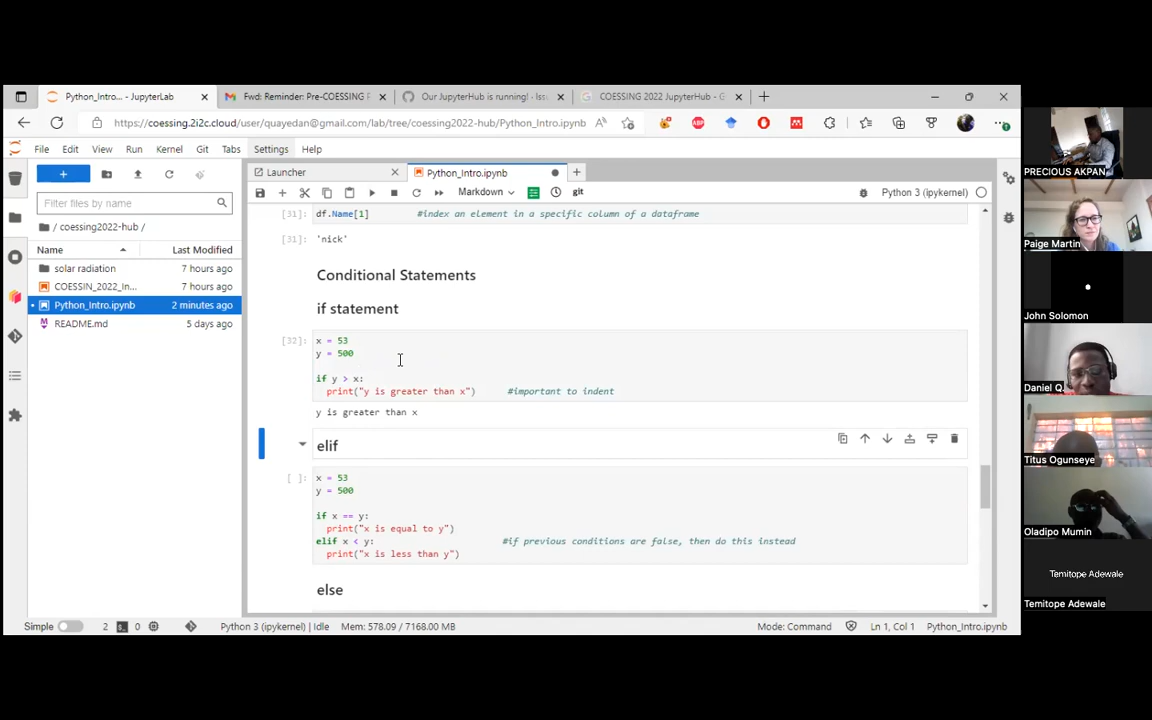 Python_Intro... - JupyterLab
Fwd: Reminder: Pre-COESSING F
Our JupyterHub is running! - Iss
COESSING 2022 JupyterHub - G
https://coessing.2i2c.cloud/user/quayedan@gmail.com/lab/tree/coessing2022-hub/Python_Intro.ipynb
File Edit View Run Kernel Git Tabs Settings Help
Launcher
Python_Intro.ipynb
Markdown
git
Python 3 (ipykernel)
Filter files by name
/ coessing2022-hub /
Name
Last Modified
solar radiation
7 hours ago
COESSIN_2022_In...
7 hours ago
Python_Intro.ipynb
2 minutes ago
README.md
5 days ago
[31]: df.Name[1] #index an element in a specific column of a dataframe
[31]: 'nick'
Conditional Statements
if statement
[32]: x = 53
y = 500
if y > x:
print("y is greater than x") #important to indent
y is greater than x
elif
[ ]: x = 53
y = 500
if x == y:
print("x is equal to y")
elif x < y: #if previous conditions are false, then do this instead
print("x is less than y")
else
Simple 2 0 Python 3 (ipykernel) | Idle Mem: 578.09 / 7168.00 MB Mode: Command Ln 1, Col 1 Python_Intro.ipynb
PRECIOUS AKPAN
Paige Martin
John Solomon
Daniel Q.
Titus Ogunseye
Oladipo Mumin
Temitope Adewale
Temitope Adewale